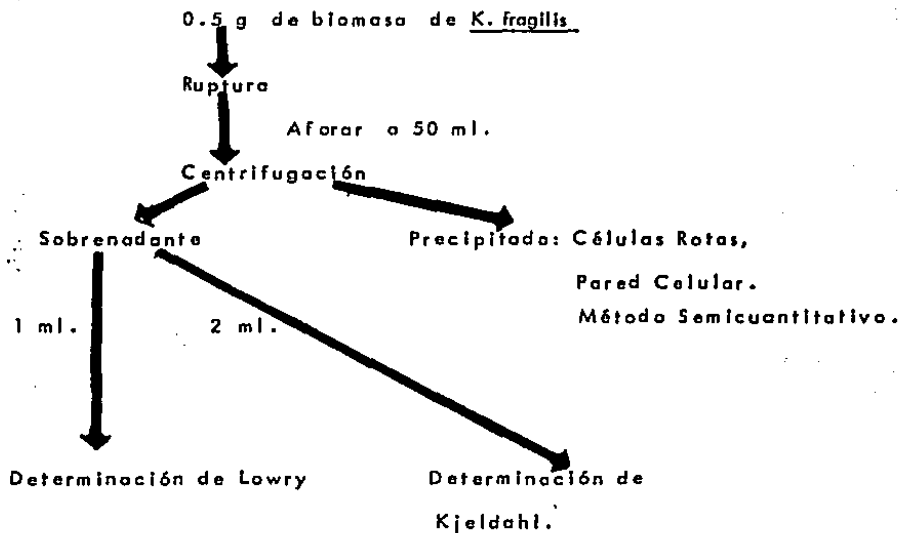 0.5 g de biomasa de K. fragilis
Ruptura
Aforar a 50 ml.
Centrifugación
Sobrenadante
Precipitado: Células Rotas,
Pared Celular.
Método Semicuantitativo.
1 ml.
2 ml.
Determinación de Lowry
Determinación de
Kjeldahl.